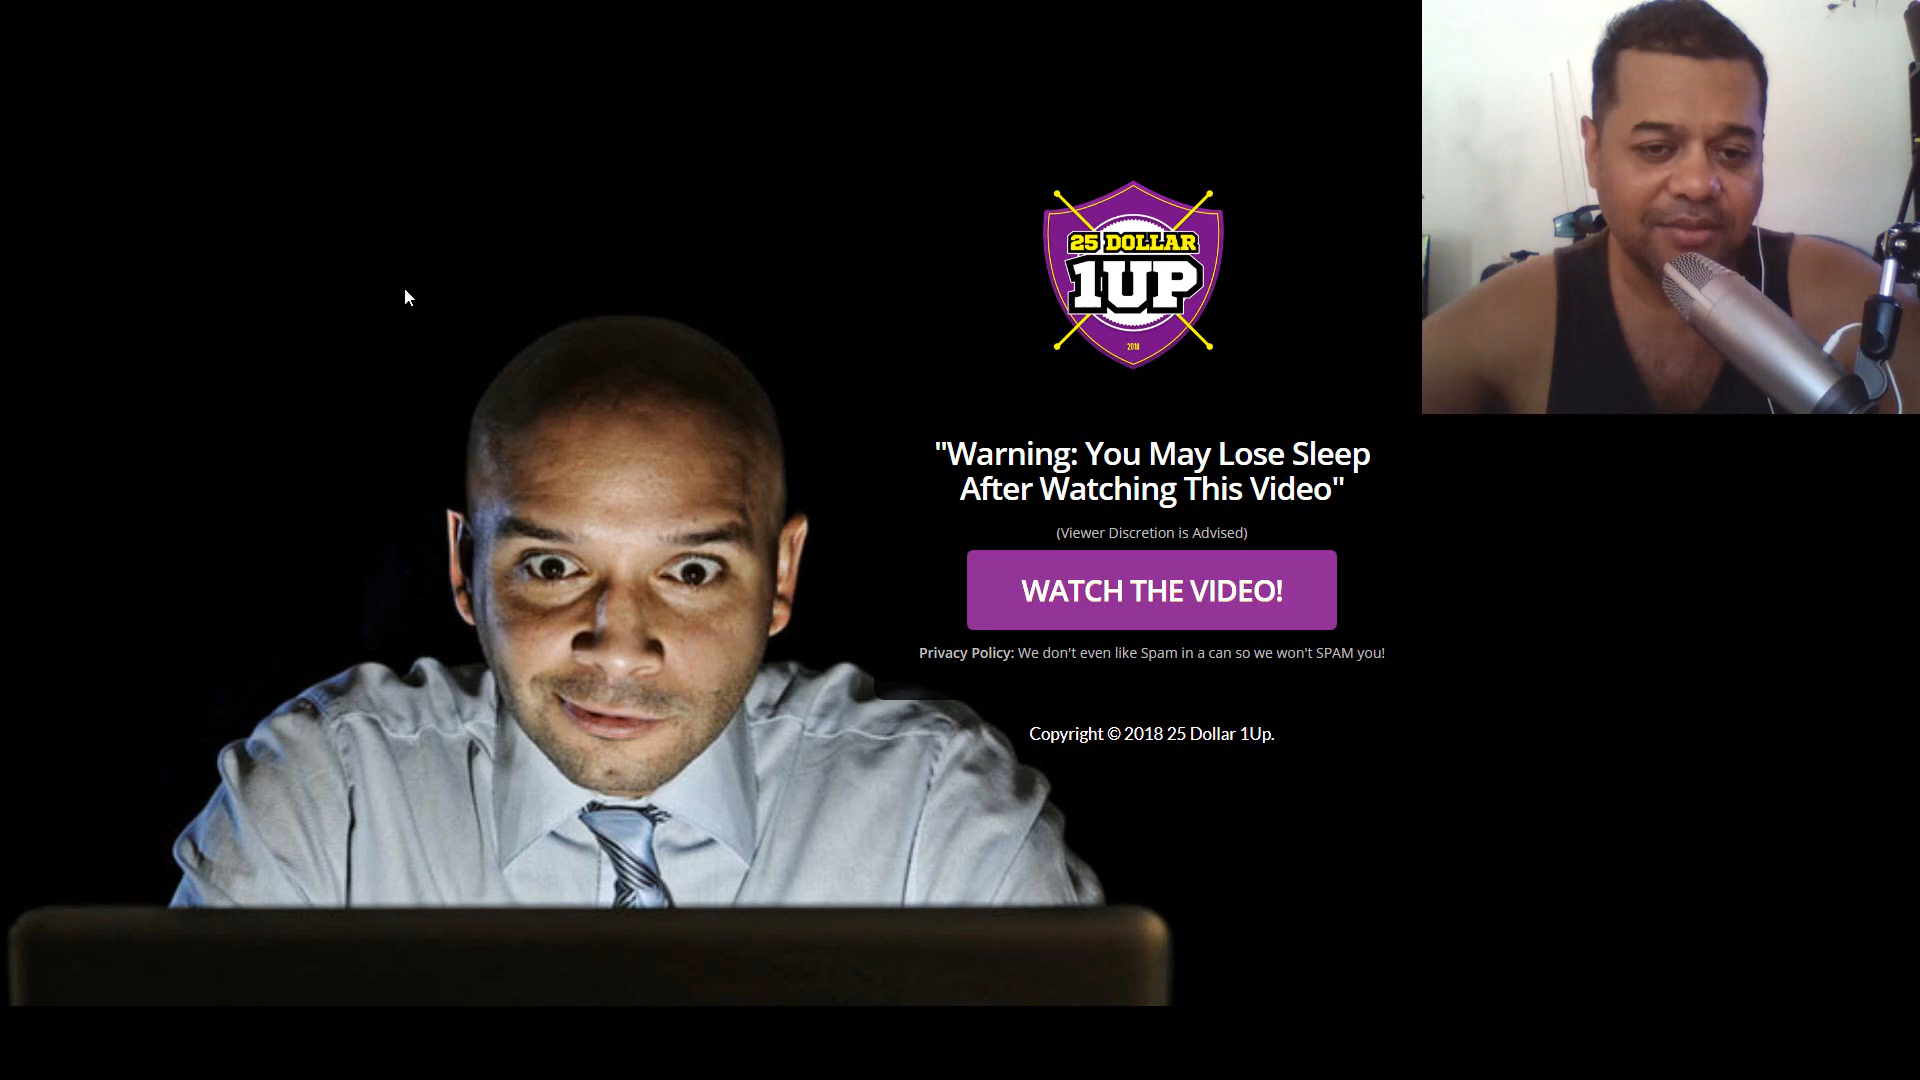 25 DOLLAR
1UP
2018
"Warning: You May Lose Sleep
After Watching This Video"
(Viewer Discretion is Advised)
WATCH THE VIDEO!
Privacy Policy: We don't even like Spam in a can so we won't SPAM you!
Copyright © 2018 25 Dollar 1Up.